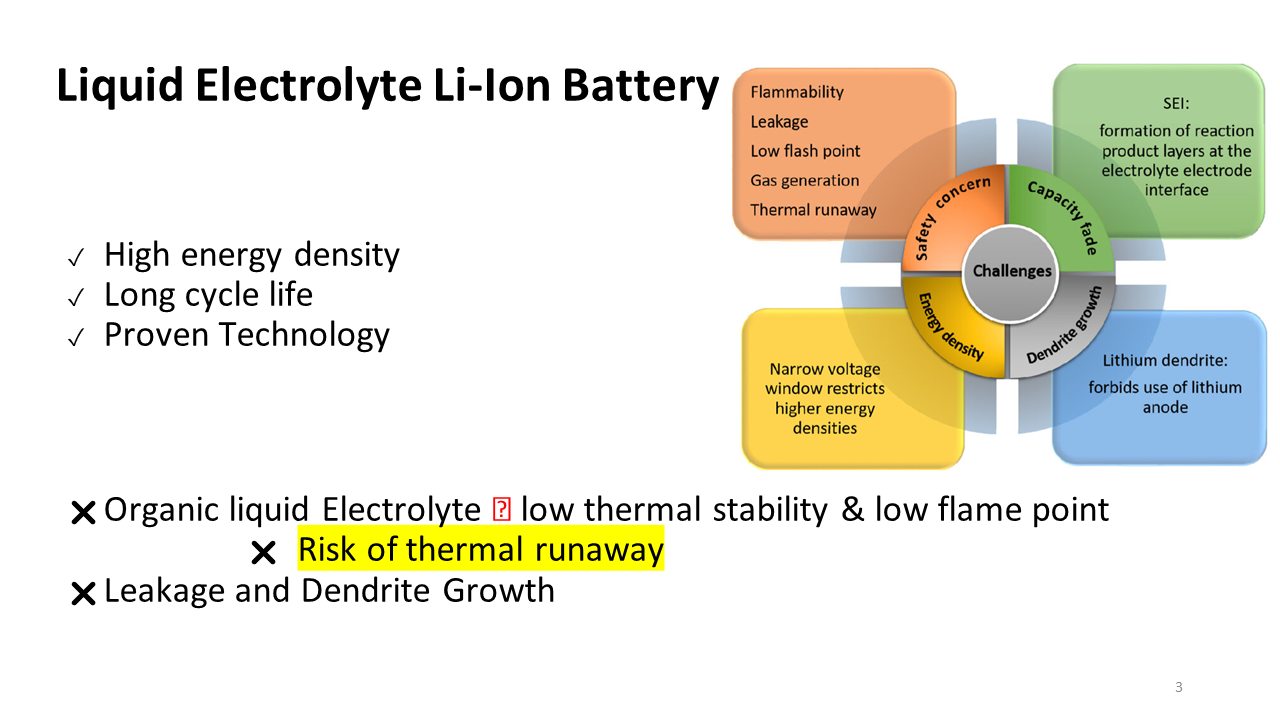 Liquid Electrolyte Li-Ion Battery
✓ High energy density
✓ Long cycle life
✓ Proven Technology
Flammability
Leakage
Low flash point
Gas generation
Thermal runaway
SEI:
formation of reaction
product layers at the
electrolyte electrode
interface
Safety concern
Capacity fade
Challenges
Energy density
Dendrite growth
Narrow voltage
window restricts
higher energy
densities
Lithium dendrite:
forbids use of lithium
anode
🗙 Organic liquid Electrolyte ⍰ low thermal stability & low flame point
🗙 Risk of thermal runaway
🗙 Leakage and Dendrite Growth
3